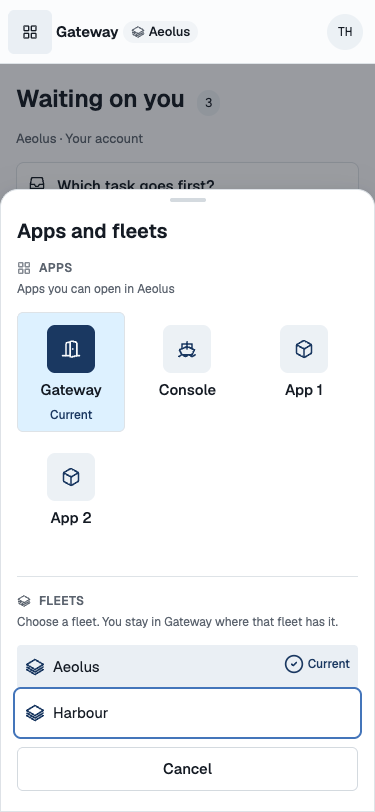 Gateway
Aeolus
TH
Waiting on you 3
Aeolus · Your account
Which task goes first?
Apps and fleets
APPS
Apps you can open in Aeolus
Gateway
Current
Console
App 1
App 2
FLEETS
Choose a fleet. You stay in Gateway where that fleet has it.
Aeolus
Current
Harbour
Cancel